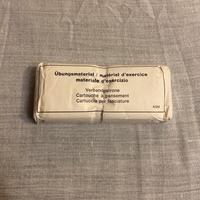 Übungsmaterial / matériel d'exercice
materiale d'esercizio
Verbandpatrone
Cartouche à pansement
Cartuccia per fasciature